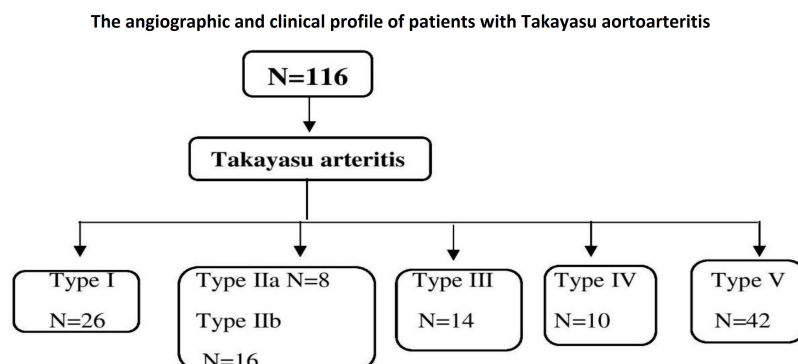 The angiographic and clinical profile of patients with Takayasu aortoarteritis
N=116
Takayasu arteritis
Type I
N=26
Type IIa N=8
Type IIb
N=16
Type III
N=14
Type IV
N=10
Type V
N=42